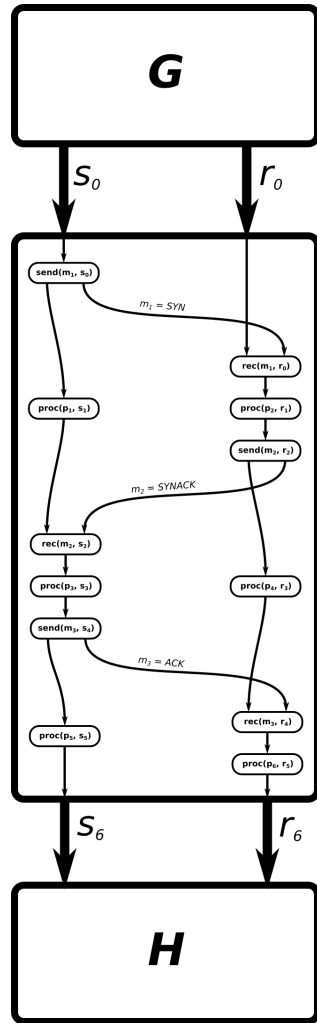 G
s₀ r₀
send(m₁, s₀)
m₁ = SYN
rec(m₁, r₀)
proc(p₁, s₁) proc(p₂, r₁)
send(m₂, r₂)
m₂ = SYNACK
rec(m₂, s₂)
proc(p₃, s₃) proc(p₄, r₃)
send(m₃, s₄)
m₃ = ACK
rec(m₃, r₄)
proc(p₅, s₅)
proc(p₆, r₅)
s₆ r₆
H